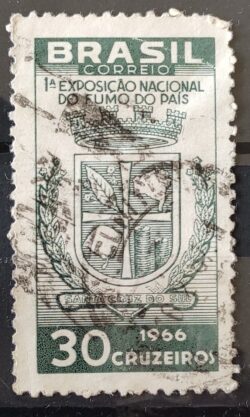 BRASIL
CORREIO
1ª EXPOSIÇÃO NACIONAL
DO FUMO DO PAÍS
SANTA CRUZ DO SUL
1966
30 CRUZEIROS